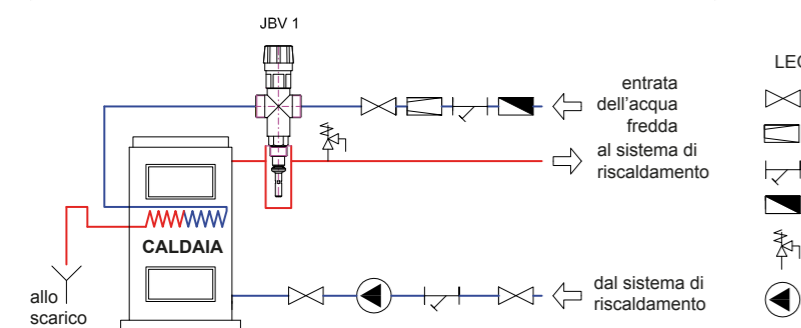 JBV 1
LEG
entrata
dell'acqua
fredda
al sistema di
riscaldamento
CALDAIA
allo
scarico
dal sistema di
riscaldamento